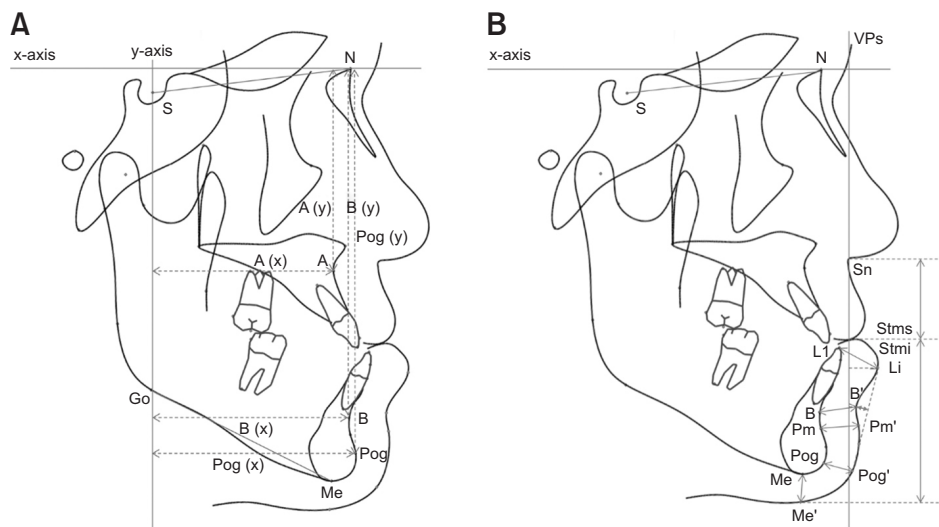 A
x-axis
y-axis
N
S
A (y)
B (y)
Pog (y)
A (x)
A
Go
B
B (x)
Pog
Pog (x)
Me
B
x-axis
N
VPs
S
Sn
Stms
L1
Stmi
Li
B'
B
Pm
Pm'
Pog
Me
Pog'
Me'